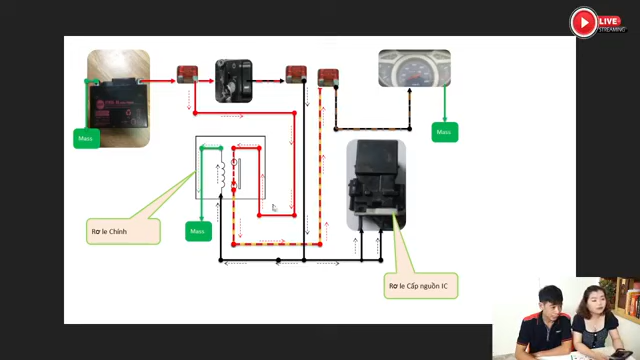 LIVE
STREAMING
Mass
Mass
Mass
Rơ le Chính
Rơ le Cấp nguồn IC